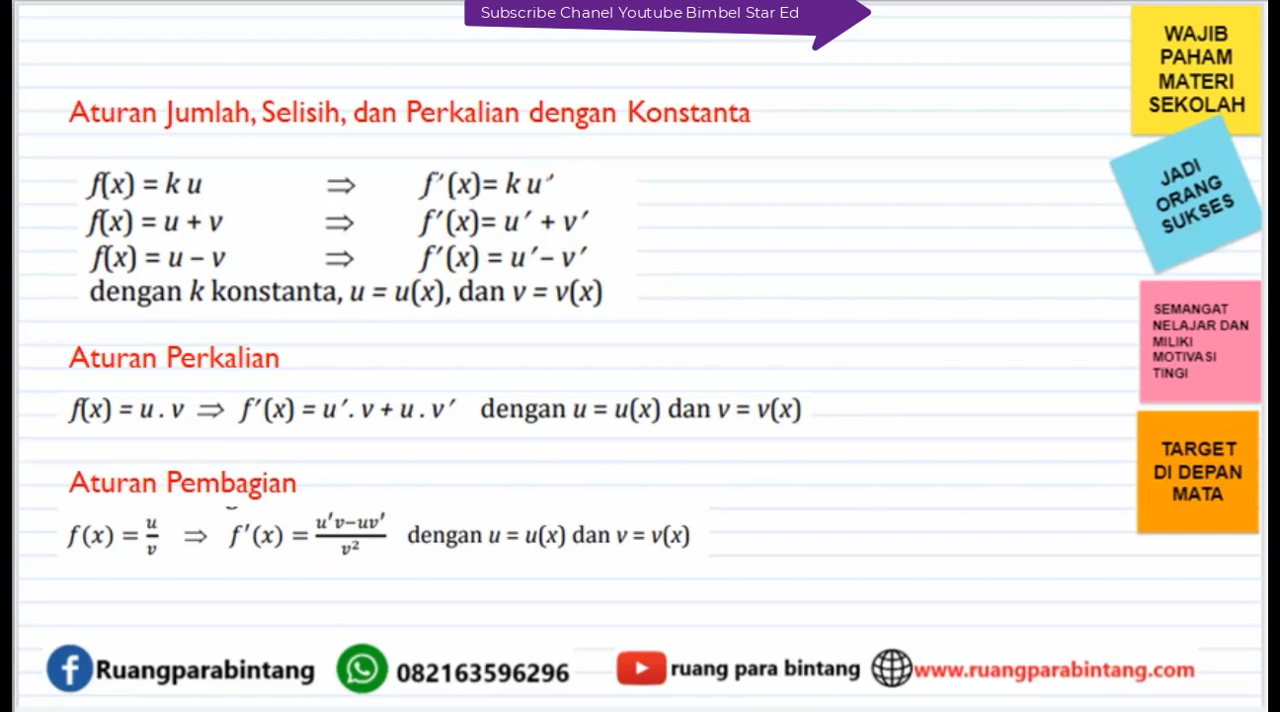 Subscribe Chanel Youtube Bimbel Star Ed
WAJIB
PAHAM
MATERI
SEKOLAH
JADI
ORANG
SUKSES
SEMANGAT
NELAJAR DAN
MILIKI
MOTIVASI
TINGI
TARGET
DI DEPAN
MATA
Aturan Jumlah, Selisih, dan Perkalian dengan Konstanta
f(x) = k u ⇒ f′(x)= k u′
f(x) = u + v ⇒ f′(x)= u′ + v′
f(x) = u − v ⇒ f′(x) = u′− v′
dengan k konstanta, u = u(x), dan v = v(x)
Aturan Perkalian
f(x) = u . v ⇒ f′(x) = u′. v + u . v′ dengan u = u(x) dan v = v(x)
Aturan Pembagian
f(x) = u/v ⇒ f′(x) = (u′v−uv′)/v² dengan u = u(x) dan v = v(x)
Ruangparabintang 082163596296 ruang para bintang www.ruangparabintang.com